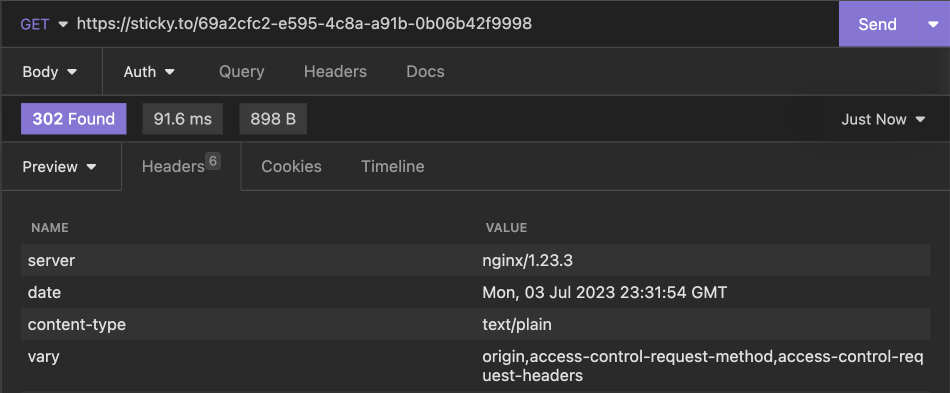 GET https://sticky.to/69a2cfc2-e595-4c8a-a91b-0b06b42f9998 Send
Body Auth Query Headers Docs
302 Found 91.6 ms 898 B Just Now
Preview Headers 6 Cookies Timeline
NAME VALUE
server nginx/1.23.3
date Mon, 03 Jul 2023 23:31:54 GMT
content-type text/plain
vary origin,access-control-request-method,access-control-req
uest-headers